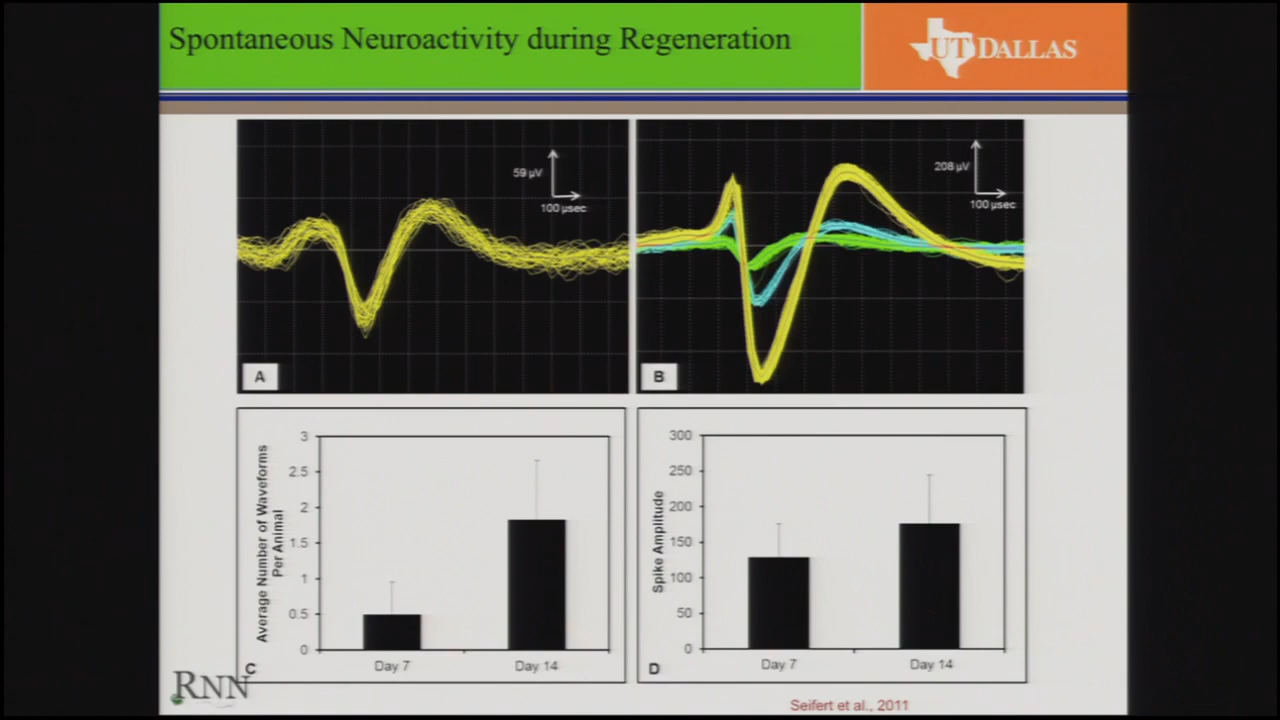 Spontaneous Neuroactivity during Regeneration
UT DALLAS
59 µV
100 µsec
A
208 µV
100 µsec
B
Average Number of Waveforms
Per Animal
3
2.5
2
1.5
1
0.5
0
Day 7
Day 14
C
Spike Amplitude
300
250
200
150
100
50
0
Day 7
Day 14
D
RNN
Seifert et al., 2011